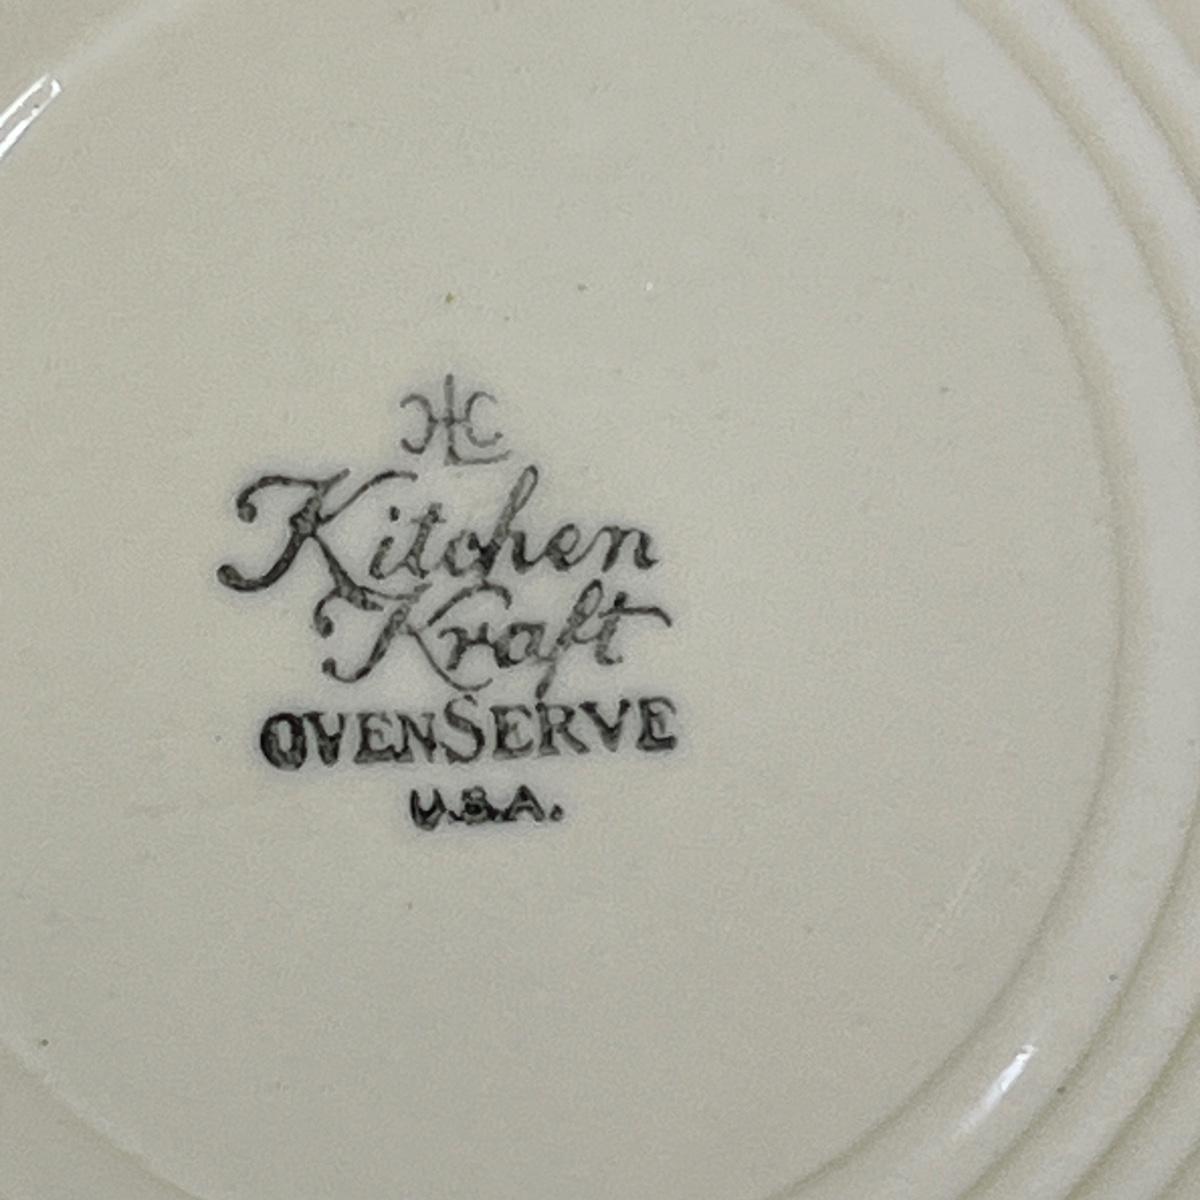 HLC
Kitchen
Kraft
OVENSERVE
U.S.A.